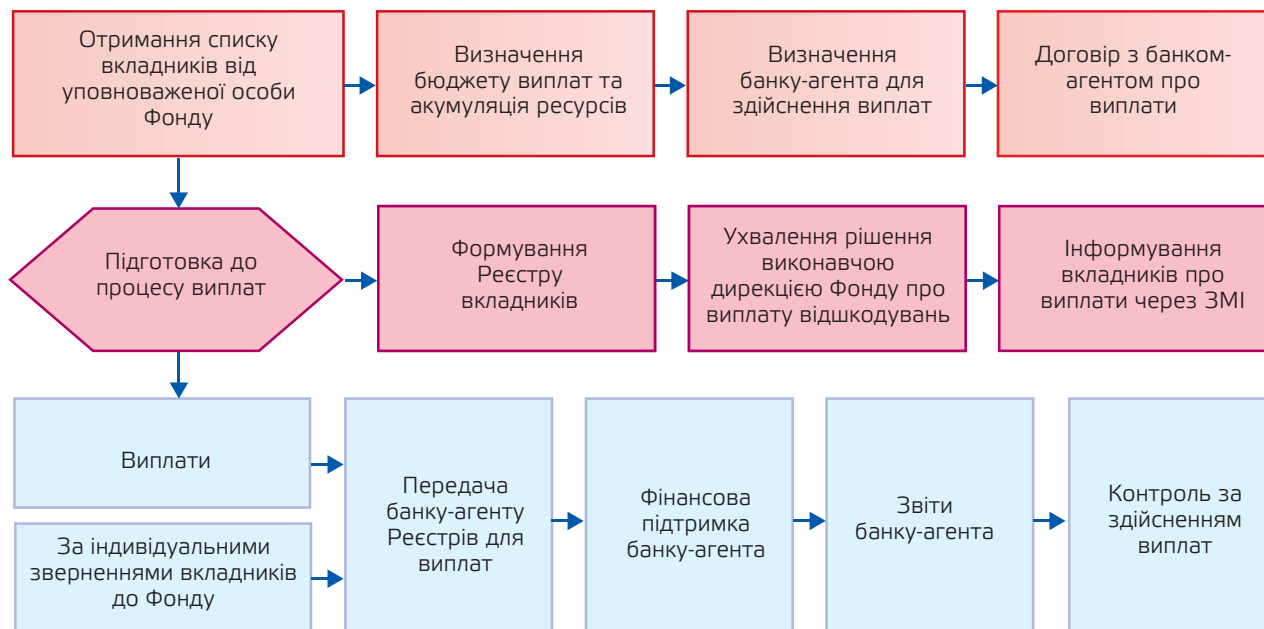 Отримання списку
вкладників від
уповноваженої особи
Фонду
Визначення
бюджету виплат та
акумуляція ресурсів
Визначення
банку-агента для
здійснення виплат
Договір з банком-
агентом про
виплати
Підготовка до
процесу виплат
Формування
Реєстру
вкладників
Ухвалення рішення
виконавчою
дирекцією Фонду про
виплату відшкодувань
Інформування
вкладників про
виплати через ЗМІ
Виплати
За індивідуальними
зверненнями вкладників
до Фонду
Передача
банку-агенту
Реєстрів для
виплат
Фінансова
підтримка
банку-агента
Звіти
банку-агента
Контроль за
здійсненням
виплат